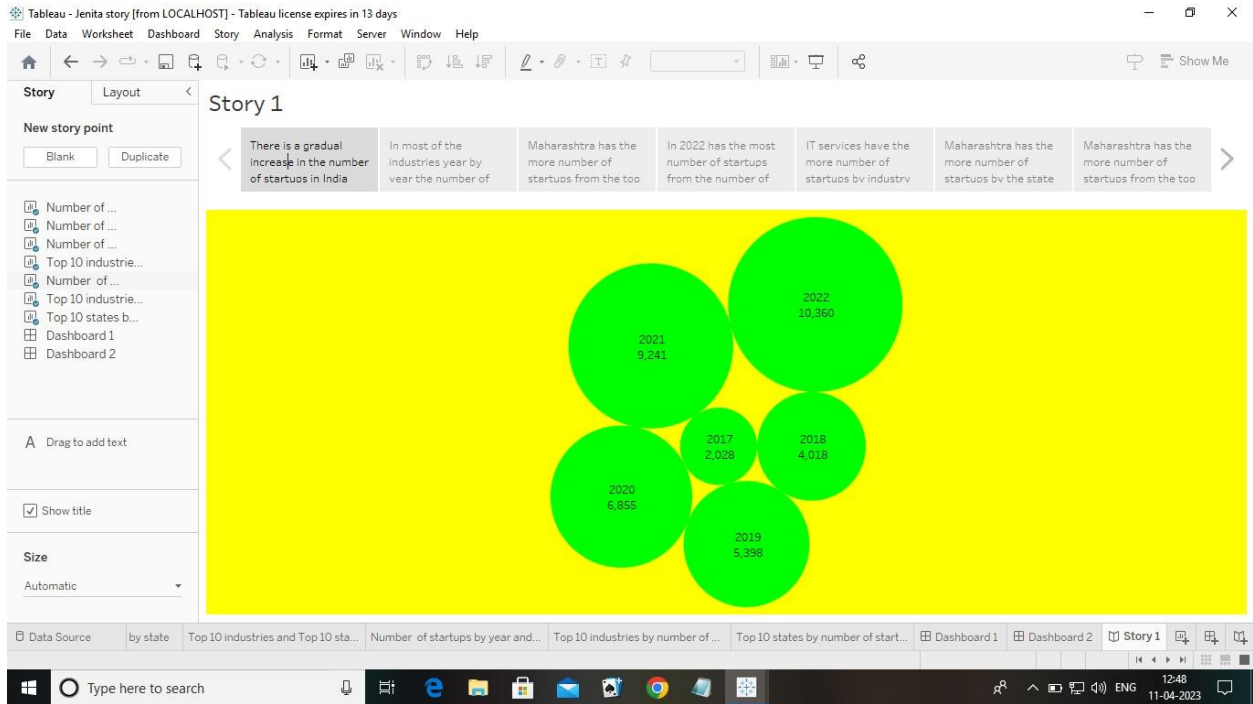 Tableau - Jenita story [from LOCALHOST] - Tableau license expires in 13 days
File Data Worksheet Dashboard Story Analysis Format Server Window Help
Show Me
Story Layout
New story point
Blank Duplicate
Number of ...
Number of ...
Number of ...
Top 10 industrie...
Number of ...
Top 10 industrie...
Top 10 states b...
Dashboard 1
Dashboard 2
A Drag to add text
Show title
Size
Automatic
Story 1
There is a gradual
increase in the number
of startups in India
In most of the
industries year by
year the number of
Maharashtra has the
more number of
startups from the top
In 2022 has the most
number of startups
from the number of
IT services have the
more number of
startups by industry
Maharashtra has the
more number of
startups by the state
Maharashtra has the
more number of
startups from the top
2022
10,360
2021
9,241
2017
2,028
2018
4,018
2020
6,855
2019
5,398
Data Source by state Top 10 industries and Top 10 sta... Number of startups by year and... Top 10 industries by number of ... Top 10 states by number of start... Dashboard 1 Dashboard 2 Story 1
Type here to search
ENG
12:48
11-04-2023